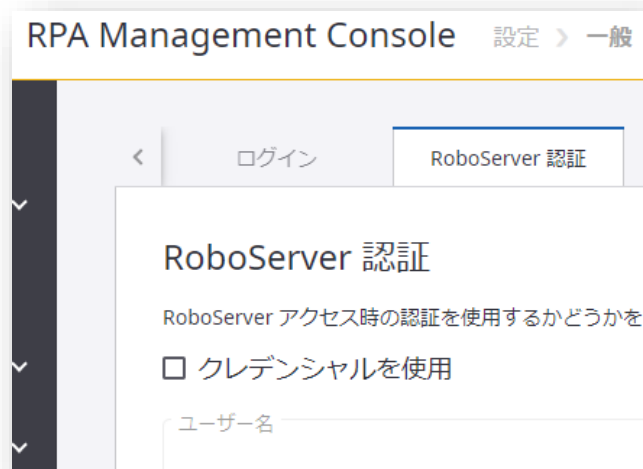 RPA Management Console 設定 › 一般
ログイン RoboServer 認証
RoboServer 認証
RoboServer アクセス時の認証を使用するかどうかを
クレデンシャルを使用
ユーザー名